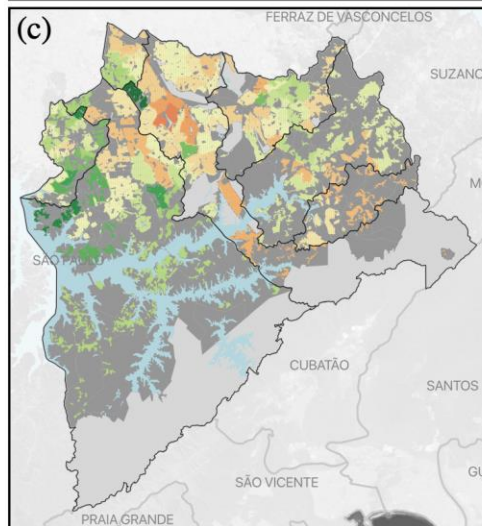 (c)
FERRAZ DE VASCONCELOS
SUZANO
SÃO PAULO
CUBATÃO
SANTOS
SÃO VICENTE
PRAIA GRANDE